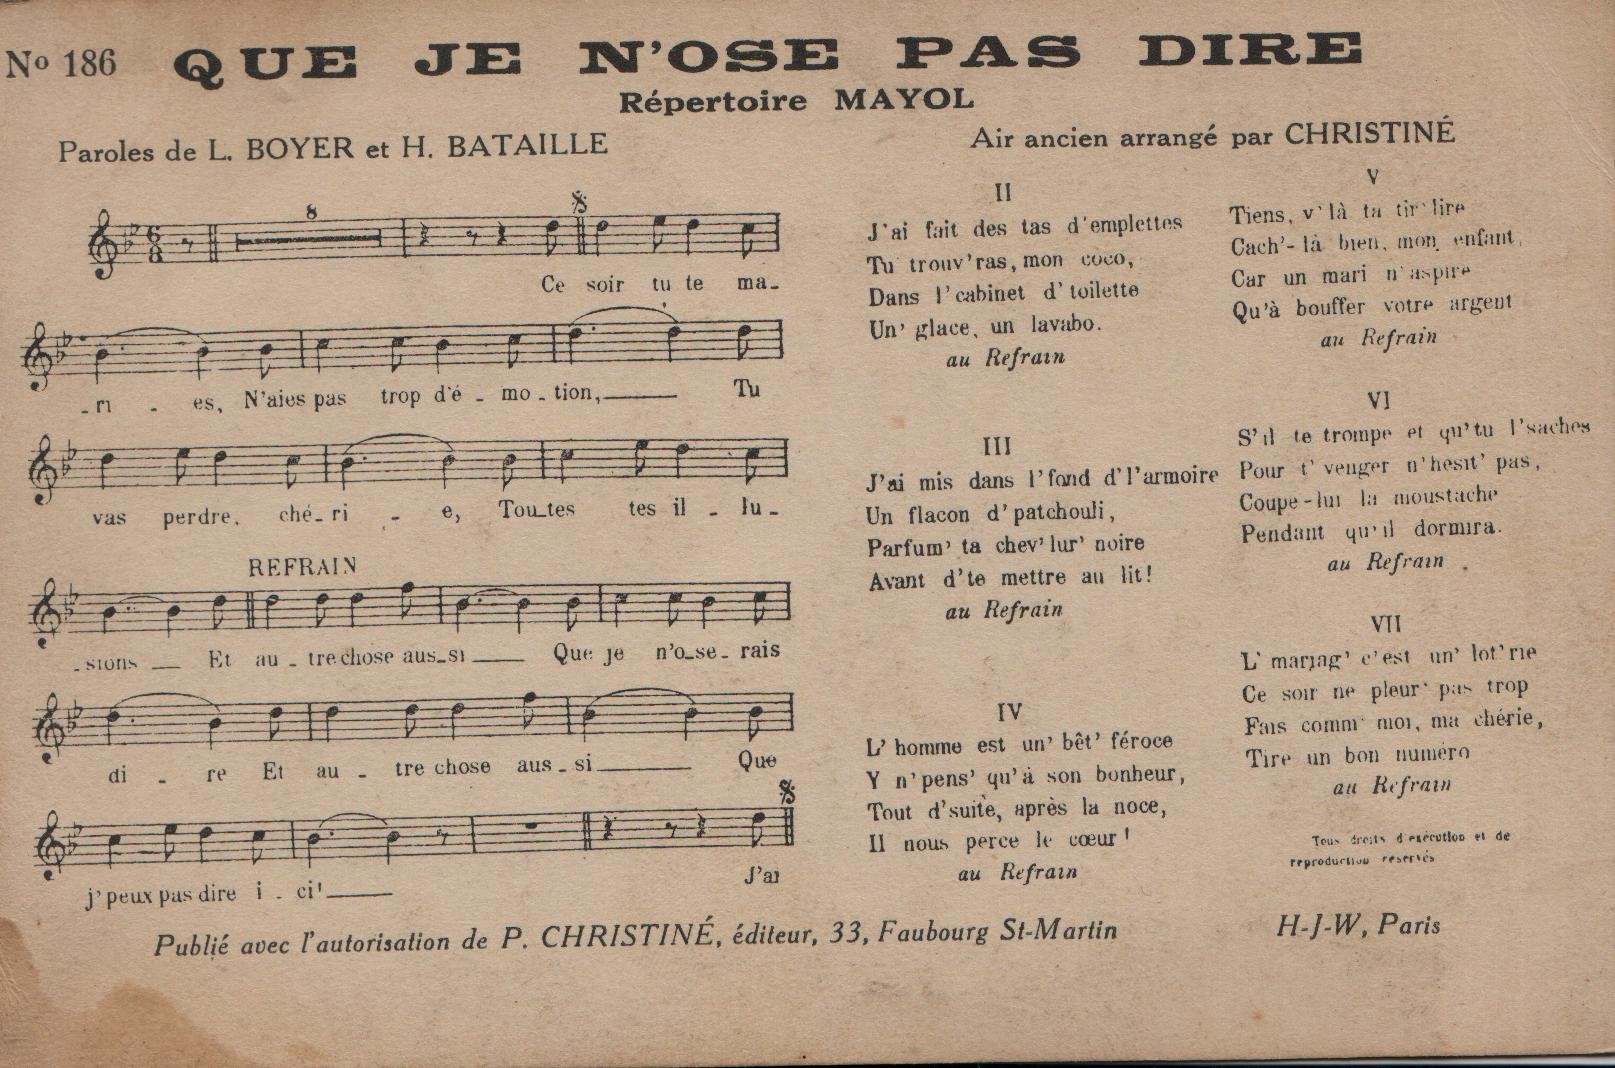 No 186
QUE JE N'OSE PAS DIRE
Répertoire MAYOL
Paroles de L. BOYER et H. BATAILLE
Air ancien arrangé par CHRISTINÉ
8
Ce soir tu te ma-
-ri - es, N'aies pas trop d'é - mo - tion, Tu
vas perdre, ché - ri - e, Tou-tes tes il - lu -
REFRAIN
- sions Et au - tre chose aus-si Que je n'o-se-rais
di - re Et au - tre chose aus - si Que
j'peux pas dire i - ci! J'ai
II
J'ai fait des tas d'emplettes
Tu trouv'ras, mon coco,
Dans l'cabinet d'toilette
Un' glace, un lavabo.
au Refrain
III
J'ai mis dans l'fond d'l'armoire
Un flacon d'patchouli,
Parfum' ta chev'lur' noire
Avant d'te mettre au lit!
au Refrain
IV
L'homme est un' bêt' féroce
Y n'pens' qu'à son bonheur,
Tout d'suite, après la noce,
Il nous perce le cœur!
au Refrain
V
Tiens, v'là ta tir'lire
Cach'-là bien, mon enfant,
Car un mari n'aspire
Qu'à bouffer votre argent
au Refrain
VI
S'il te trompe et qu'tu l'saches
Pour t'venger n'hésit' pas,
Coupe-lui la moustache
Pendant qu'il dormira.
au Refrain
VII
L'mariag' c'est un' lot'rie
Ce soir ne pleur' pas trop
Fais comm' moi, ma chérie,
Tire un bon numéro
au Refrain
Tous droits d'exécution et de
reproduction réservés
Publié avec l'autorisation de P. CHRISTINÉ, éditeur, 33, Faubourg St-Martin
H-J-W, Paris